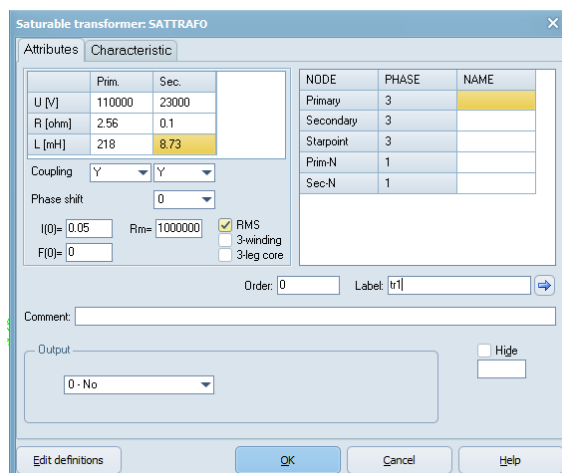 Saturable transformer: SATTRAFO
Attributes Characteristic
Prim. Sec.
U [V] 110000 23000
R [ohm] 2.56 0.1
L [mH] 218 8.73
Coupling Y Y
Phase shift 0
I(0)= 0.05 Rm= 1000000 RMS
F(0)= 0 3-winding
3-leg core
NODE PHASE NAME
Primary 3
Secondary 3
Starpoint 3
Prim-N 1
Sec-N 1
Order: 0 Label: tr1
Comment:
Output
0 - No
Hide
Edit definitions OK Cancel Help